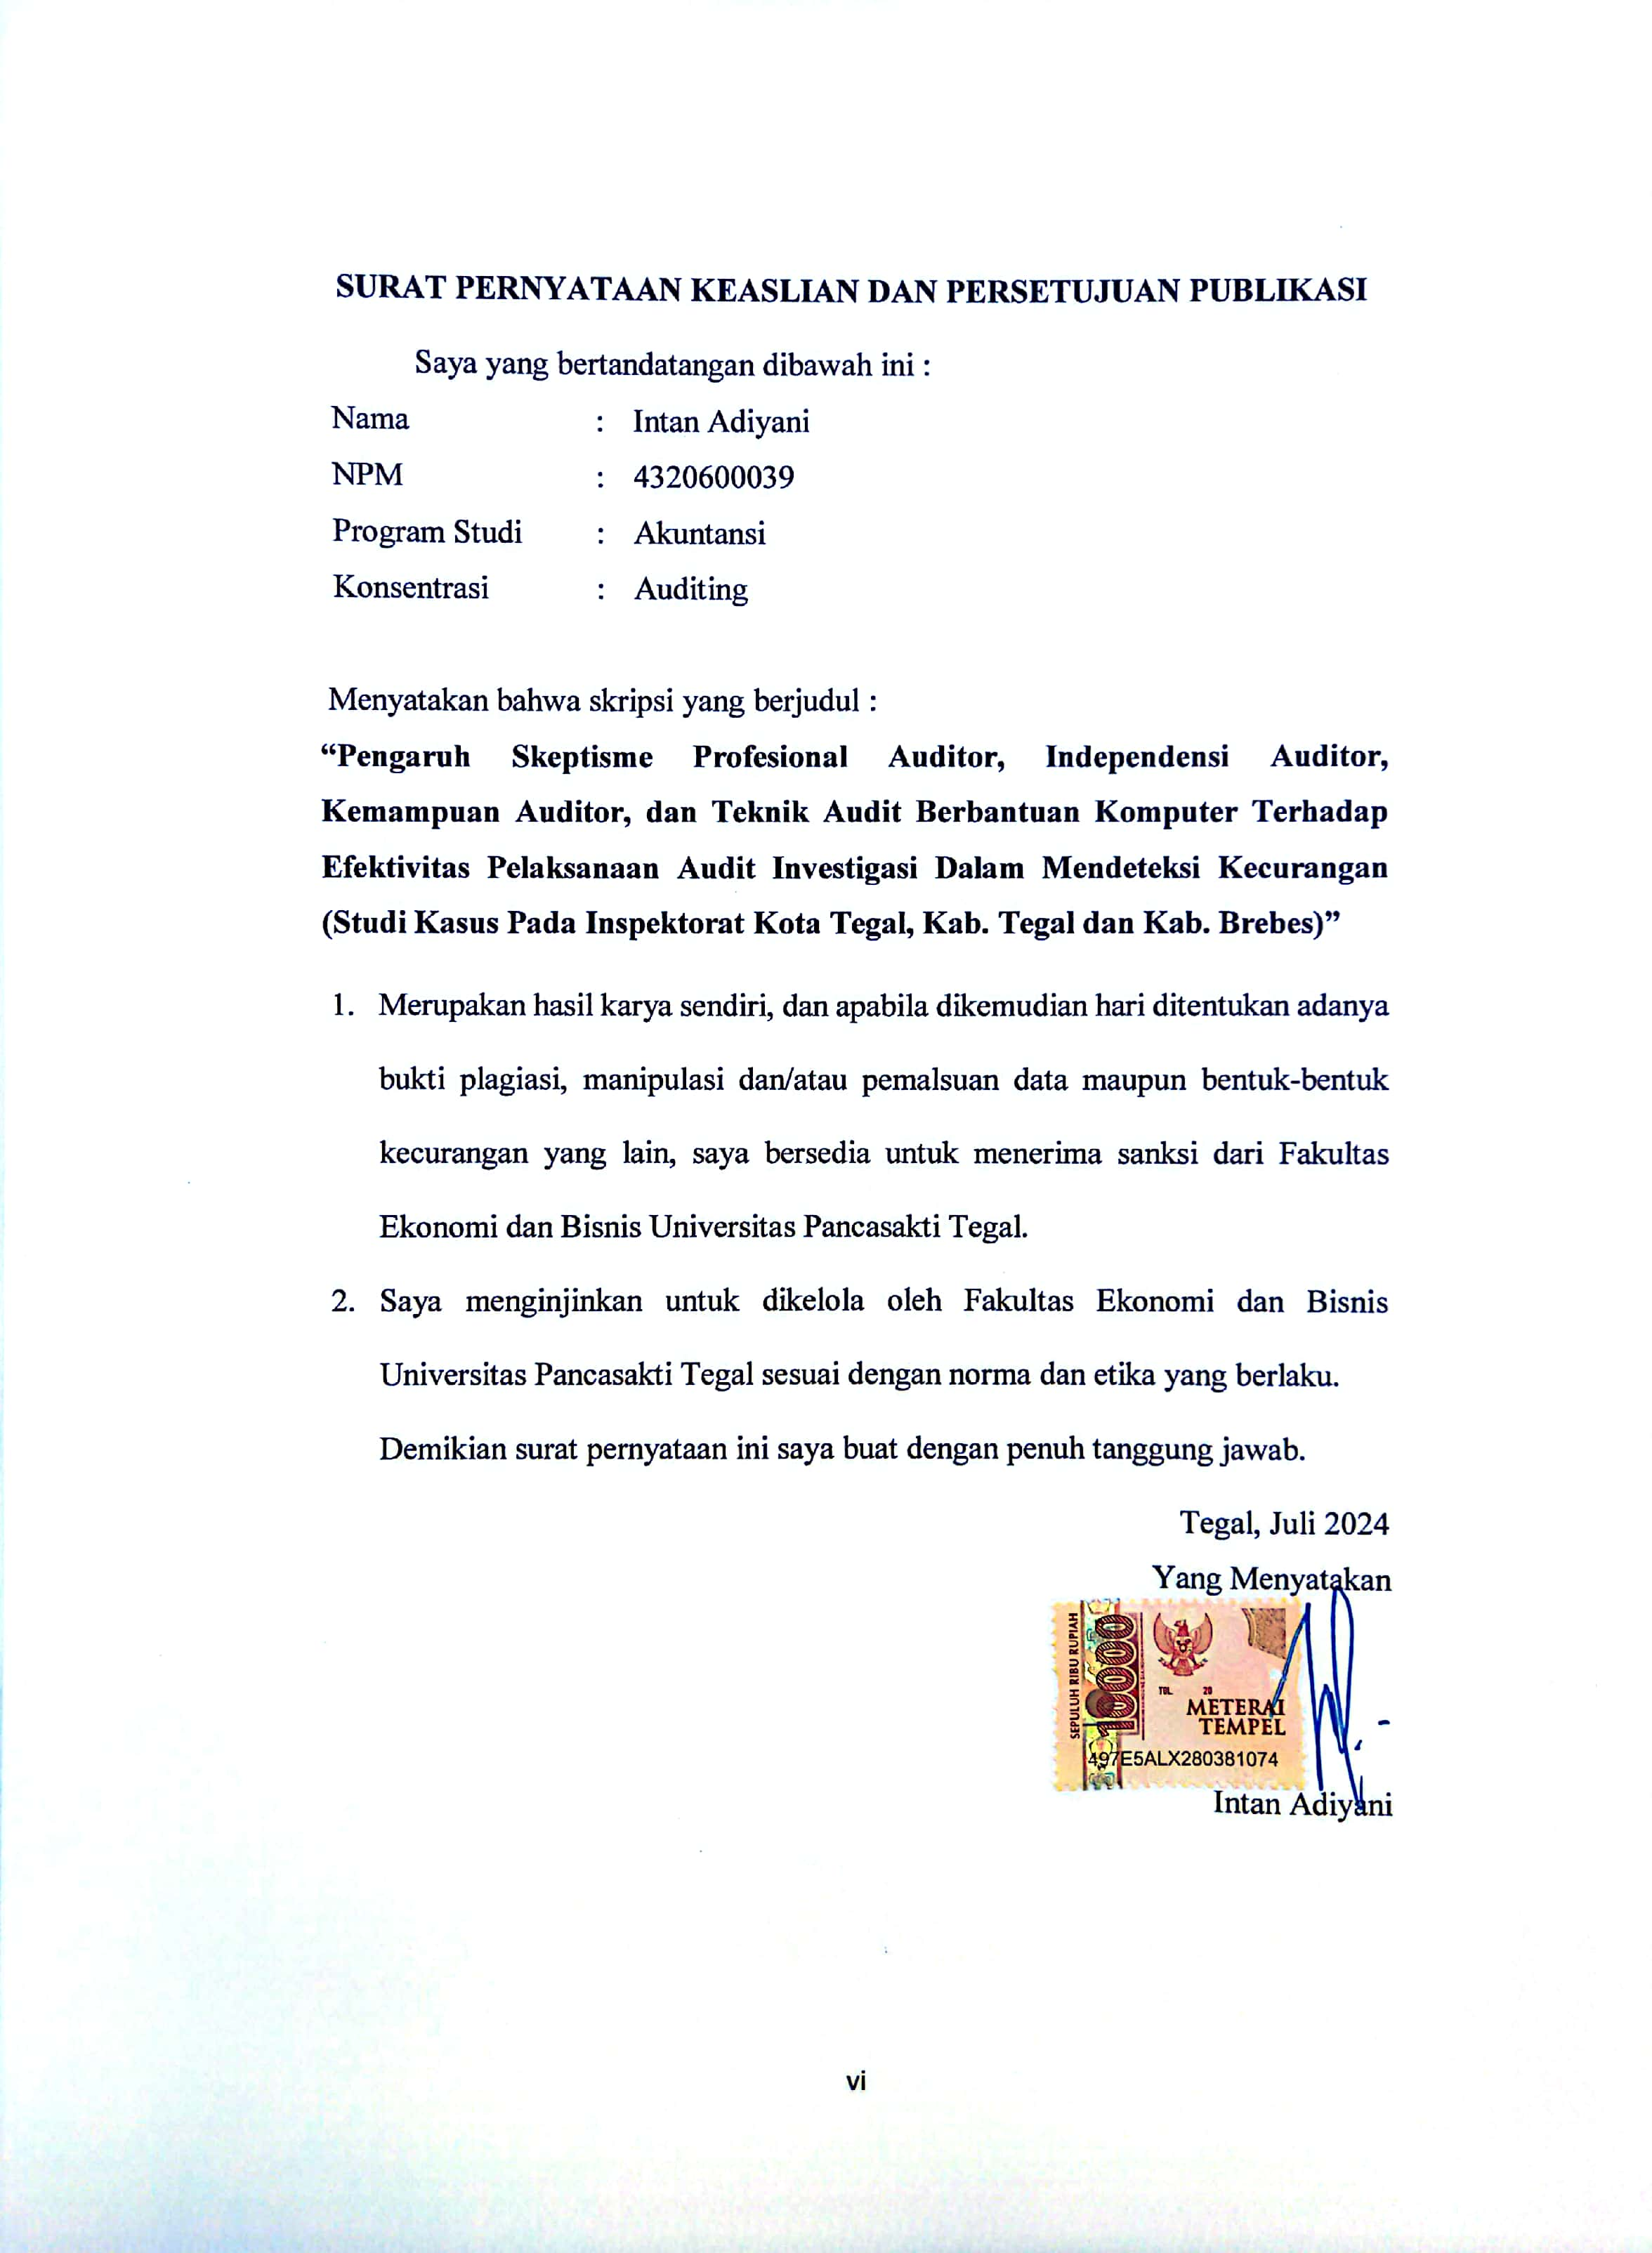 SURAT PERNYATAAN KEASLIAN DAN PERSETUJUAN PUBLIKASI
Saya yang bertandatangan dibawah ini :
Nama : Intan Adiyani
NPM : 4320600039
Program Studi : Akuntansi
Konsentrasi : Auditing
Menyatakan bahwa skripsi yang berjudul :
“Pengaruh Skeptisme Profesional Auditor, Independensi Auditor,
Kemampuan Auditor, dan Teknik Audit Berbantuan Komputer Terhadap
Efektivitas Pelaksanaan Audit Investigasi Dalam Mendeteksi Kecurangan
(Studi Kasus Pada Inspektorat Kota Tegal, Kab. Tegal dan Kab. Brebes)”
1. Merupakan hasil karya sendiri, dan apabila dikemudian hari ditentukan adanya
bukti plagiasi, manipulasi dan/atau pemalsuan data maupun bentuk-bentuk
kecurangan yang lain, saya bersedia untuk menerima sanksi dari Fakultas
Ekonomi dan Bisnis Universitas Pancasakti Tegal.
2. Saya menginjinkan untuk dikelola oleh Fakultas Ekonomi dan Bisnis
Universitas Pancasakti Tegal sesuai dengan norma dan etika yang berlaku.
Demikian surat pernyataan ini saya buat dengan penuh tanggung jawab.
Tegal, Juli 2024
Yang Menyatakan
SEPULUH RIBU RUPIAH
10000
TGL. 20
METERAI
TEMPEL
497E5ALX280381074
Intan Adiyani
vi